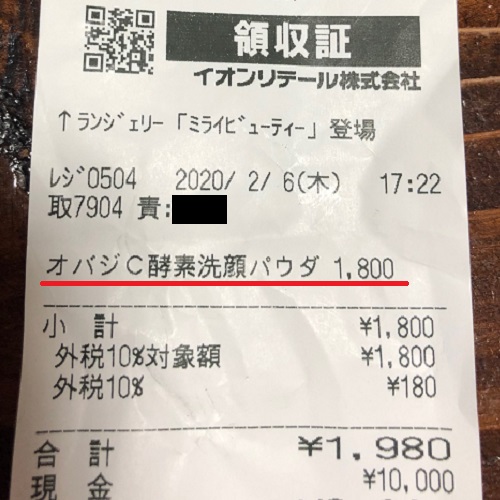 領収証
イオンリテール株式会社
↑ランジェリー「ミライビューティー」登場
レジ0504 2020/ 2/ 6(木) 17:22
取7904 責:
オバジC酵素洗顔パウダ 1,800
小 計 ¥1,800
外税10%対象額 ¥1,800
外税10% ¥180
合 計 ¥1,980
現 金 ¥10,000